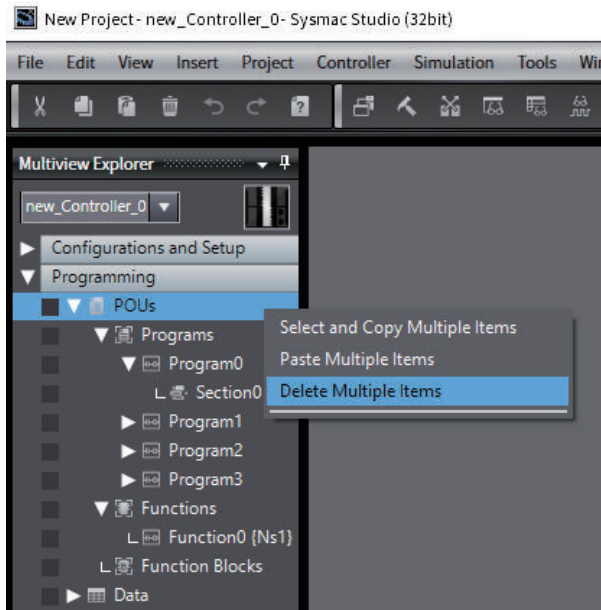 New Project - new_Controller_0 - Sysmac Studio (32bit)
File Edit View Insert Project Controller Simulation Tools
Multiview Explorer
new_Controller_0
Configurations and Setup
Programming
POUs
Select and Copy Multiple Items
Programs
Paste Multiple Items
Program0
Delete Multiple Items
Section0
Program1
Program2
Program3
Functions
Function0 {Ns1}
Function Blocks
Data